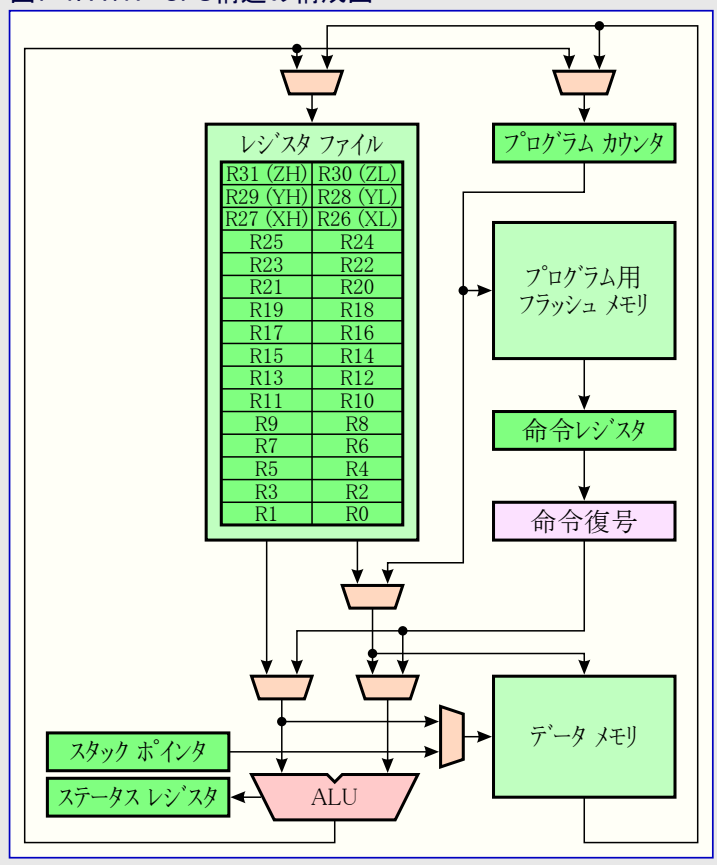 レジスタ ファイル
R31 (ZH) R30 (ZL)
R29 (YH) R28 (YL)
R27 (XH) R26 (XL)
R25 R24
R23 R22
R21 R20
R19 R18
R17 R16
R15 R14
R13 R12
R11 R10
R9 R8
R7 R6
R5 R4
R3 R2
R1 R0
プログラム カウンタ
プログラム用
フラッシュ メモリ
命令レジスタ
命令復号
データ メモリ
スタック ポインタ
ステータス レジスタ
ALU